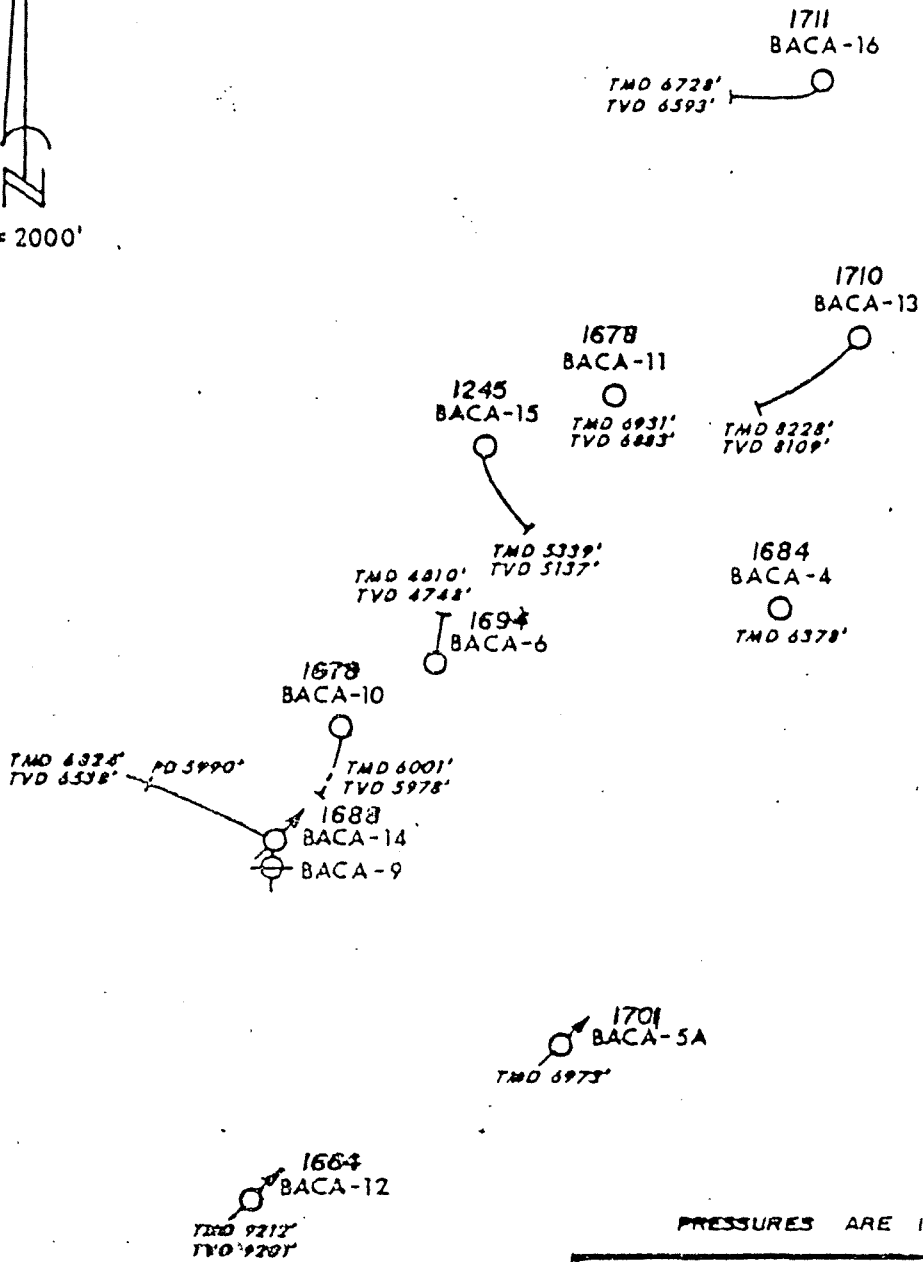 1711
BACA-16
TMD 6728'
TVD 6593'
N
= 2000'
1710
BACA-13
1678
BACA-11
1245
BACA-15
TMD 6931'
TVD 6883'
TMD 8228'
TVD 8109'
TMD 5339'
TVD 5137'
1684
BACA-4
TMD 6378'
TMD 4810'
TVD 4748'
1694
BACA-6
1678
BACA-10
TVD 6538'
PD 5990'
TMD 6001'
TVD 5978'
1688
BACA-14
BACA-9
1701
BACA-5A
TMD 6973'
1664
BACA-12
TMD 9212'
TVD 9201'
PRESSURES ARE